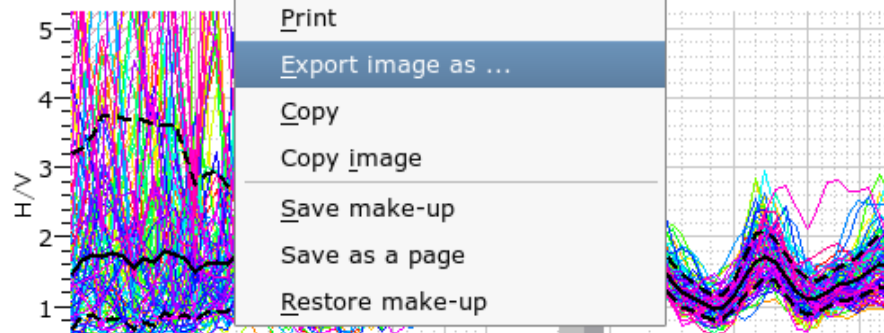 5
Print
Export image as ...
4
Copy
Copy image
3
H/V
Save make-up
2
Save as a page
Restore make-up
1